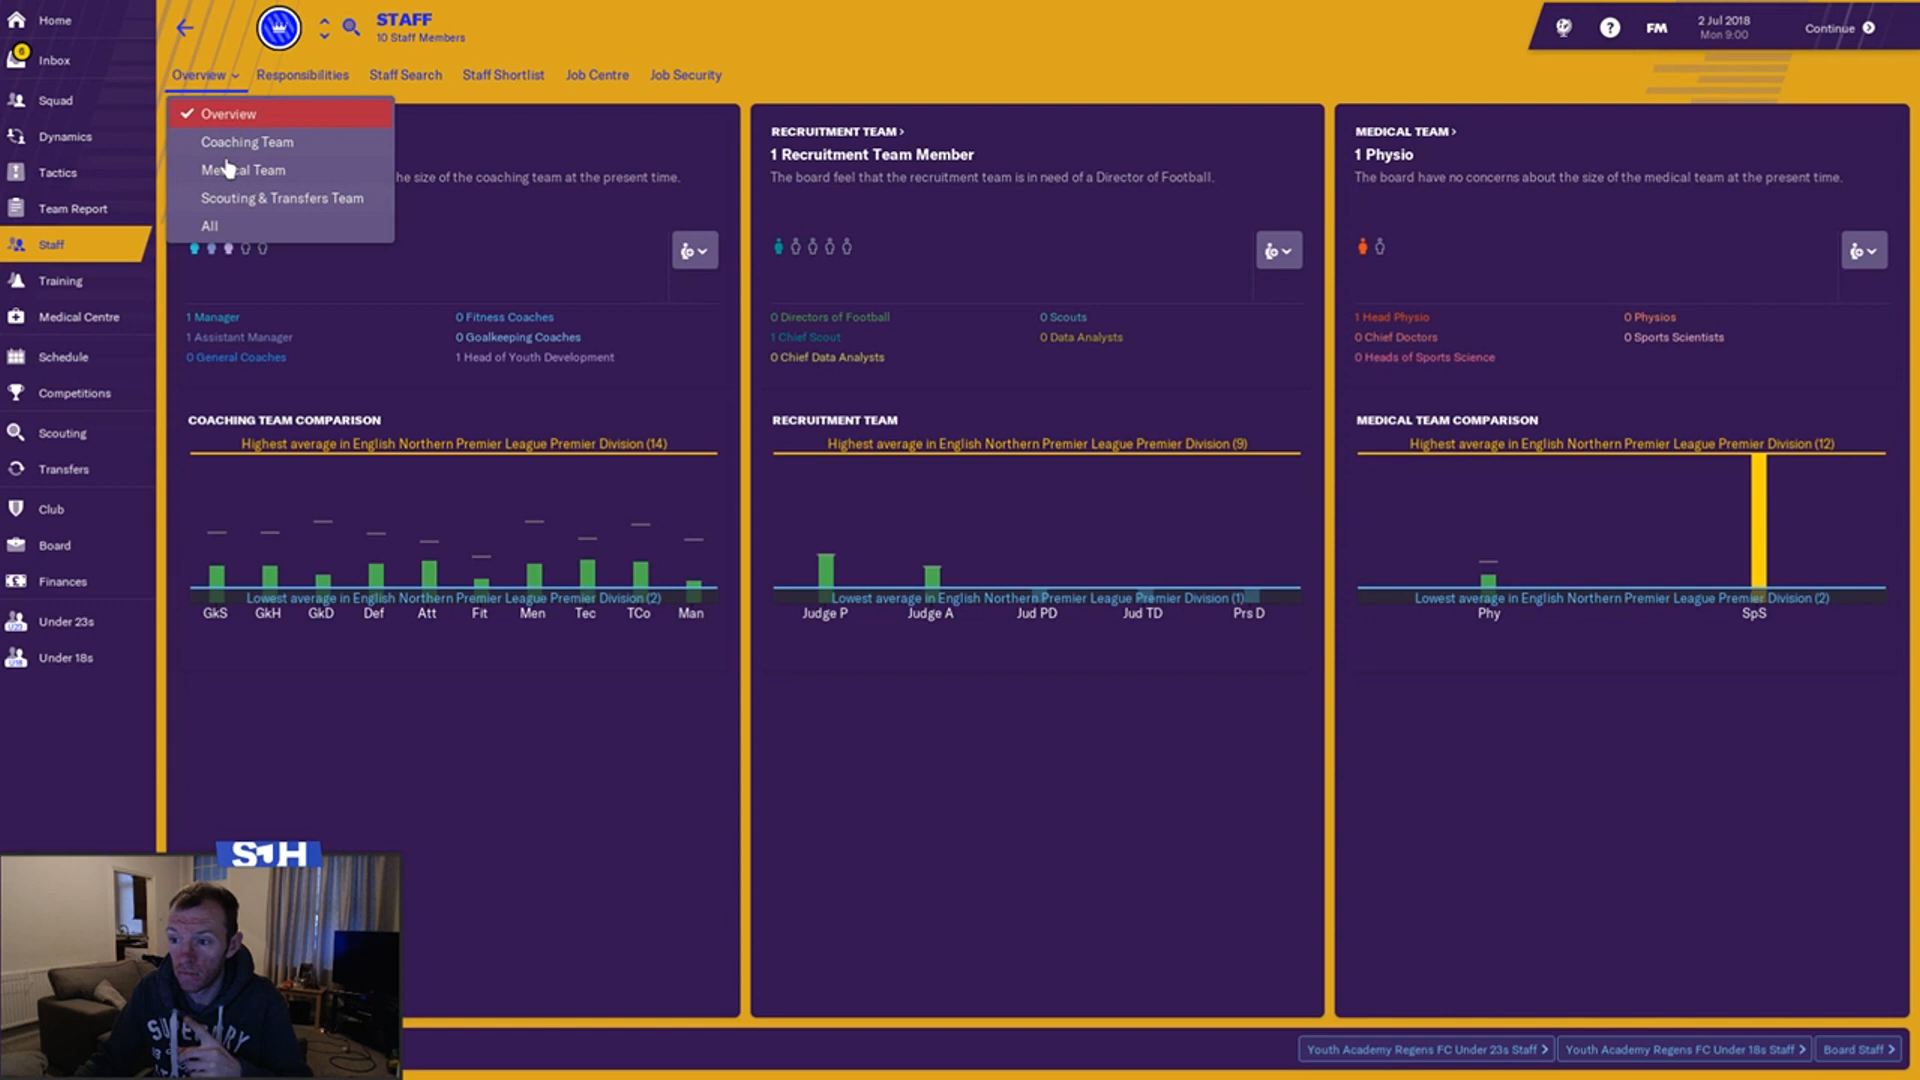 Home
6
Inbox
Squad
Dynamics
Tactics
Team Report
Staff
Training
Medical Centre
Schedule
Competitions
Scouting
Transfers
Club
Board
Finances
Under 23s
Under 18s
STAFF
10 Staff Members
FM
2 Jul 2018
Mon 9:00
Continue
Overview
Responsibilities
Staff Search
Staff Shortlist
Job Centre
Job Security
Overview
Coaching Team
Medical Team
Scouting & Transfers Team
All
he size of the coaching team at the present time.
1 Manager
0 Fitness Coaches
1 Assistant Manager
0 Goalkeeping Coaches
0 General Coaches
1 Head of Youth Development
COACHING TEAM COMPARISON
Highest average in English Northern Premier League Premier Division (14)
Lowest average in English Northern Premier League Premier Division (2)
GkS GkH GkD Def Att Fit Men Tec TCo Man
RECRUITMENT TEAM >
1 Recruitment Team Member
The board feel that the recruitment team is in need of a Director of Football.
0 Directors of Football
0 Scouts
1 Chief Scout
0 Data Analysts
0 Chief Data Analysts
RECRUITMENT TEAM
Highest average in English Northern Premier League Premier Division (9)
Lowest average in English Northern Premier League Premier Division (1)
Judge P Judge A Jud PD Jud TD Prs D
MEDICAL TEAM >
1 Physio
The board have no concerns about the size of the medical team at the present time.
1 Head Physio
0 Physios
0 Chief Doctors
0 Sports Scientists
0 Heads of Sports Science
MEDICAL TEAM COMPARISON
Highest average in English Northern Premier League Premier Division (12)
Lowest average in English Northern Premier League Premier Division (2)
Phy SpS
SJH
Youth Academy Regens FC Under 23s Staff >
Youth Academy Regens FC Under 18s Staff >
Board Staff >